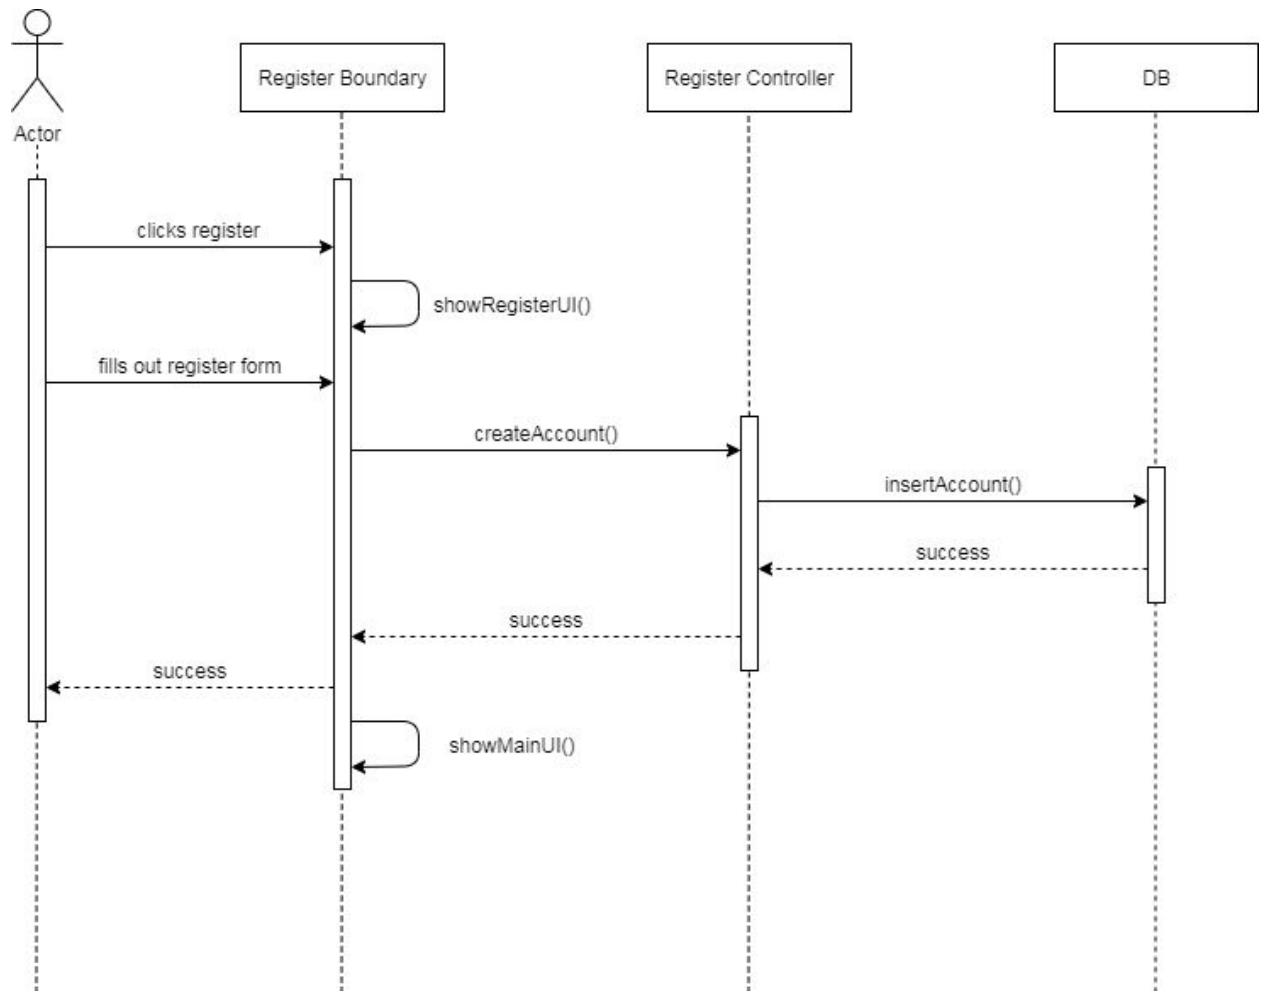 Actor
Register Boundary
Register Controller
DB
clicks register
showRegisterUI()
fills out register form
createAccount()
insertAccount()
success
success
success
showMainUI()